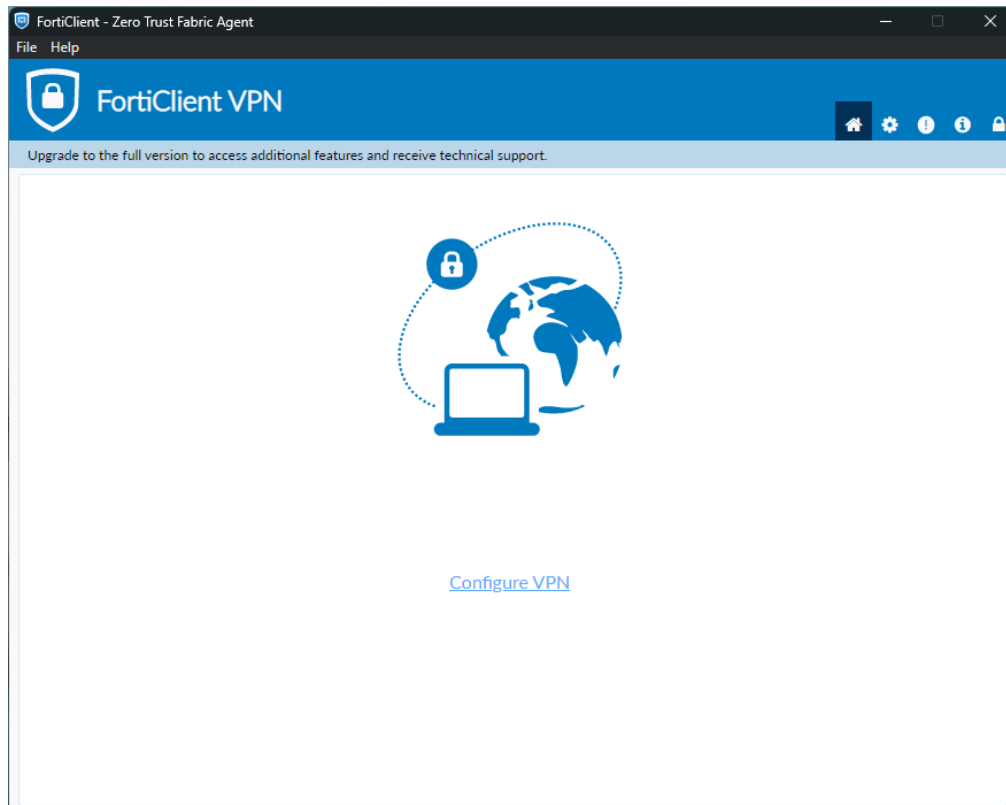 FortiClient - Zero Trust Fabric Agent
File Help
FortiClient VPN
Upgrade to the full version to access additional features and receive technical support.
Configure VPN